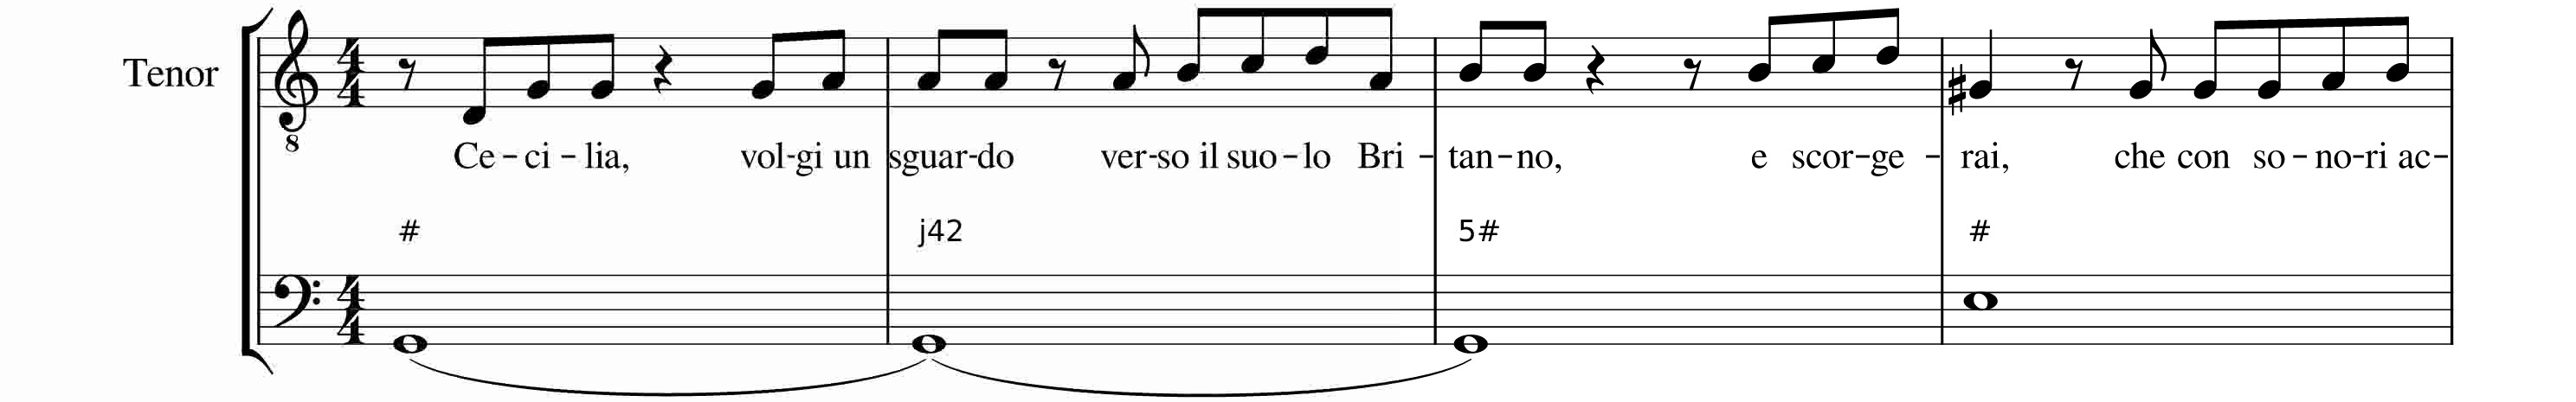 Tenor
8
Ce-ci-lia, vol-gi un sguar-do ver-so il suo-lo Bri-tan-no, e scor-ge-rai, che con so-no-ri ac-
# j42 5# #